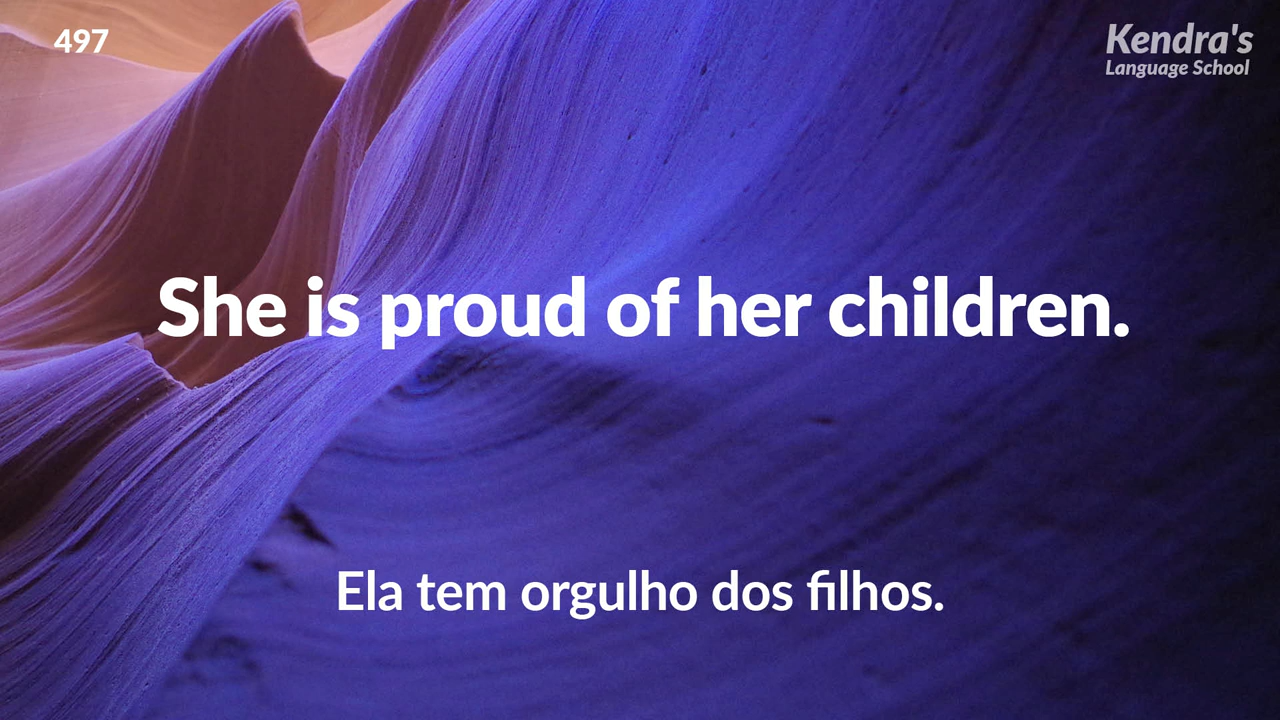 497
Kendra's
Language School
She is proud of her children.
Ela tem orgulho dos filhos.